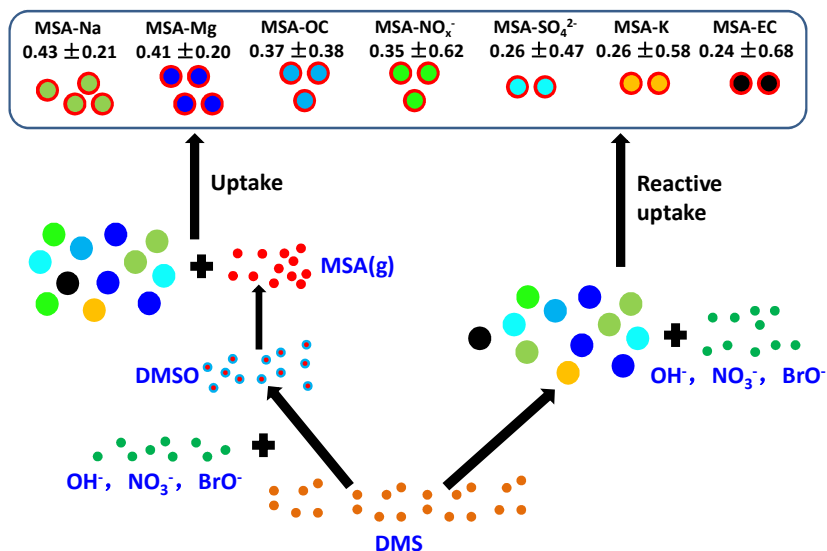 MSA-Na MSA-Mg MSA-OC MSA-NOₓ⁻ MSA-SO₄²⁻ MSA-K MSA-EC
0.43 ±0.21 0.41 ±0.20 0.37 ±0.38 0.35 ±0.62 0.26 ±0.47 0.26 ±0.58 0.24 ±0.68
Uptake
Reactive
uptake
MSA(g)
DMSO
OH⁻, NO₃⁻, BrO⁻
OH⁻, NO₃⁻, BrO⁻
DMS